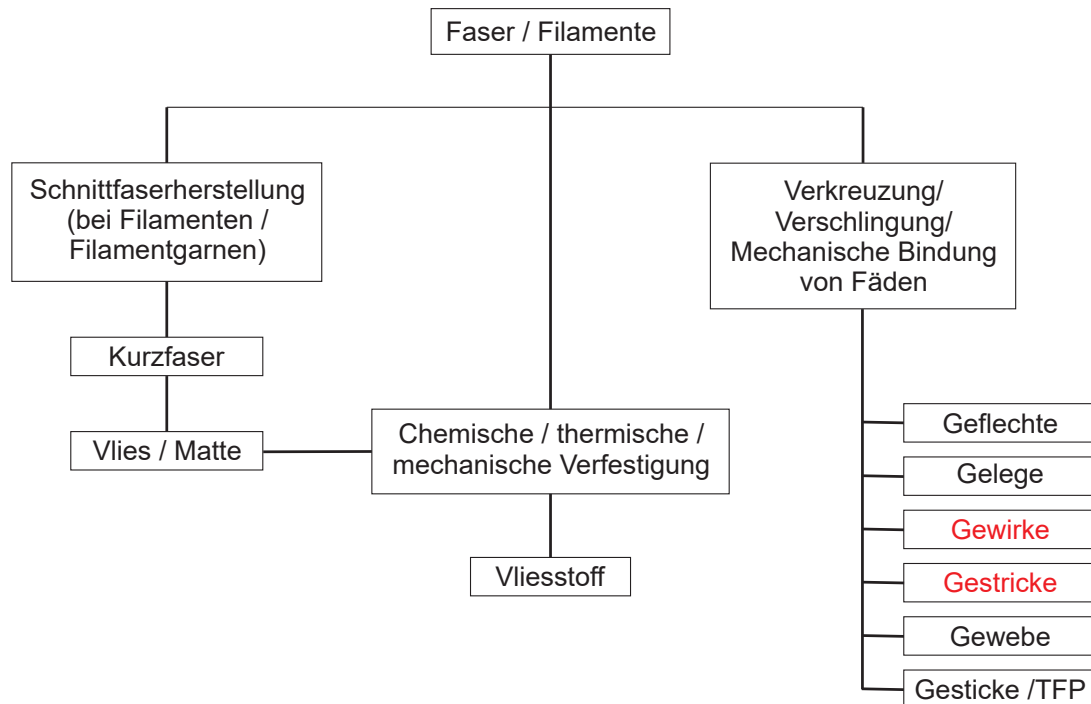 Faser / Filamente
Schnittfaserherstellung
(bei Filamenten /
Filamentgarnen)
Verkreuzung/
Verschlingung/
Mechanische Bindung
von Fäden
Kurzfaser
Vlies / Matte
Chemische / thermische /
mechanische Verfestigung
Vliesstoff
Geflechte
Gelege
Gewirke
Gestricke
Gewebe
Gesticke /TFP